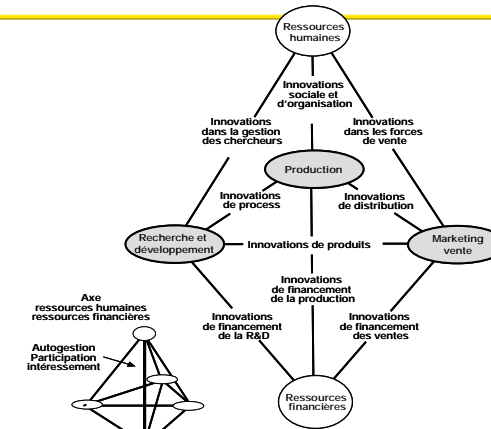 Ressources
humaines
Innovations
sociale et
d'organisation
Innovations
dans la gestion
des chercheurs
Innovations
dans les forces
de vente
Production
Innovations
de process
Innovations
de distribution
Recherche et
développement
Innovations de produits
Marketing
vente
Innovations
de financement
de la production
Axe
ressources humaines
ressources financières
Innovations
de financement
de la R&D
Innovations
de financement
des ventes
Autogestion
Participation
intéressement
Ressources
financières